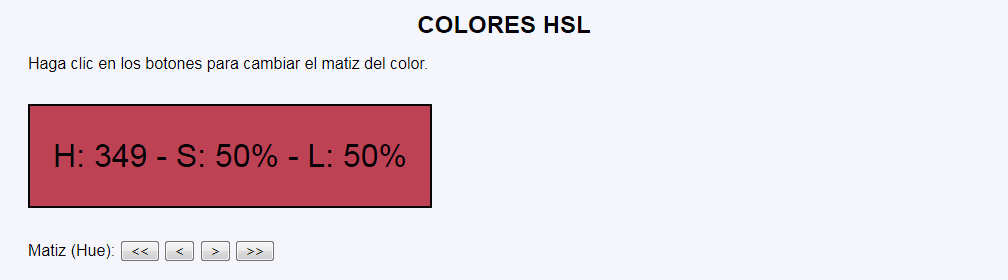 COLORES HSL
Haga clic en los botones para cambiar el matiz del color.
H: 349 - S: 50% - L: 50%
Matiz (Hue): << < > >>